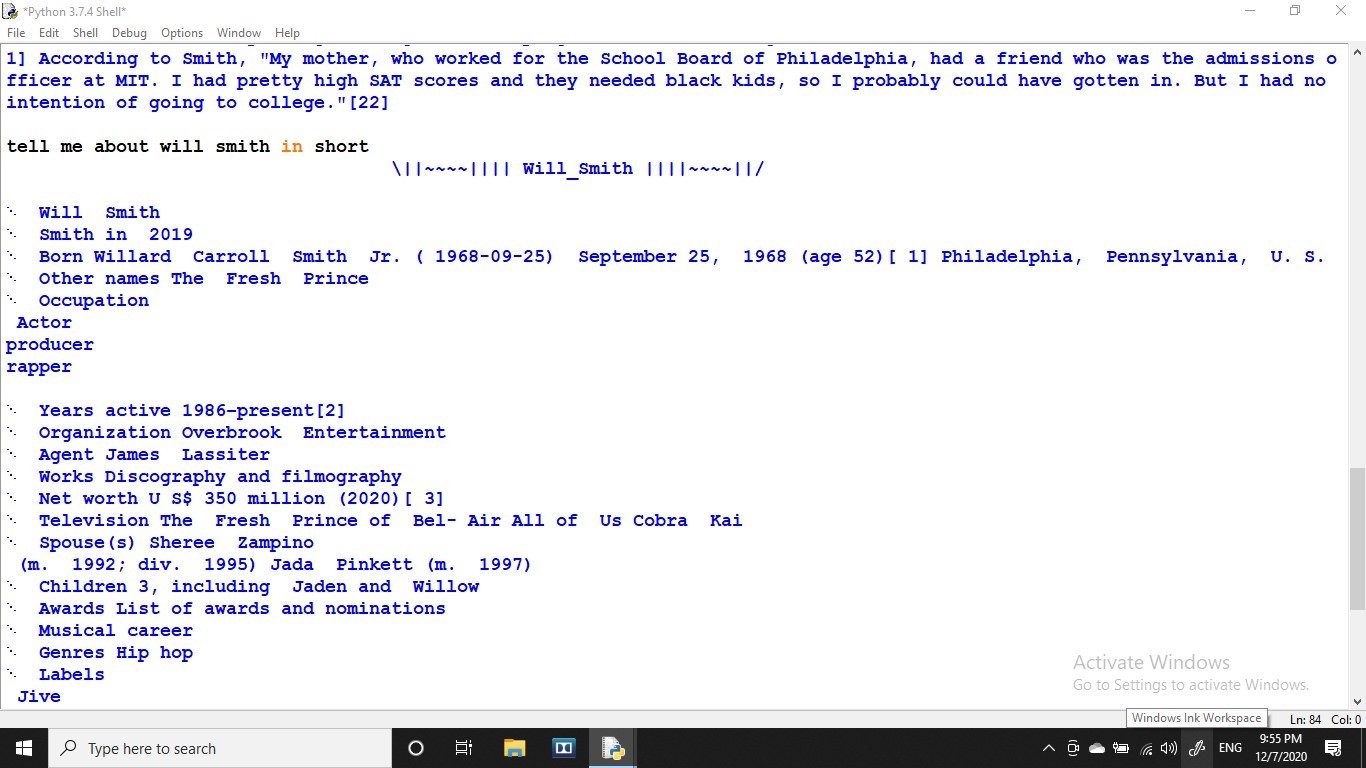 *Python 3.7.4 Shell*
File Edit Shell Debug Options Window Help
1] According to Smith, "My mother, who worked for the School Board of Philadelphia, had a friend who was the admissions o
fficer at MIT. I had pretty high SAT scores and they needed black kids, so I probably could have gotten in. But I had no
intention of going to college."[22]
tell me about will smith in short
\||~~~~|||| Will_Smith ||||~~~~||/
⋱ Will Smith
⋱ Smith in 2019
⋱ Born Willard Carroll Smith Jr. ( 1968-09-25) September 25, 1968 (age 52)[ 1] Philadelphia, Pennsylvania, U. S.
⋱ Other names The Fresh Prince
⋱ Occupation
Actor
producer
rapper
⋱ Years active 1986–present[2]
⋱ Organization Overbrook Entertainment
⋱ Agent James Lassiter
⋱ Works Discography and filmography
⋱ Net worth U S$ 350 million (2020)[ 3]
⋱ Television The Fresh Prince of Bel- Air All of Us Cobra Kai
⋱ Spouse(s) Sheree Zampino
(m. 1992; div. 1995) Jada Pinkett (m. 1997)
⋱ Children 3, including Jaden and Willow
⋱ Awards List of awards and nominations
⋱ Musical career
⋱ Genres Hip hop
⋱ Labels
Jive
Activate Windows
Go to Settings to activate Windows.
Windows Ink Workspace
Ln: 84 Col: 0
Type here to search
ENG
9:55 PM
12/7/2020